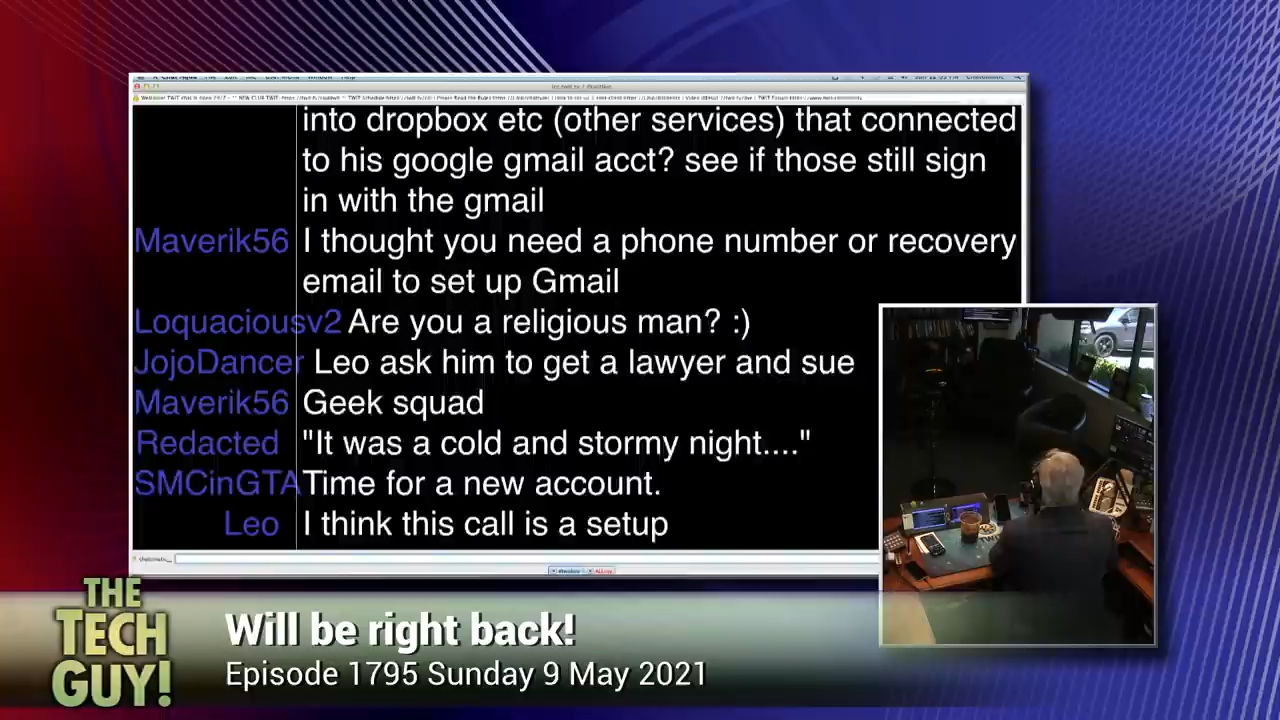 into dropbox etc (other services) that connected
to his google gmail acct? see if those still sign
in with the gmail
Maverik56 I thought you need a phone number or recovery
email to set up Gmail
Loquaciousv2 Are you a religious man? :)
JojoDancer Leo ask him to get a lawyer and sue
Maverik56 Geek squad
Redacted "It was a cold and stormy night...."
SMCinGTA Time for a new account.
Leo I think this call is a setup
THE
TECH
GUY!
Will be right back!
Episode 1795 Sunday 9 May 2021